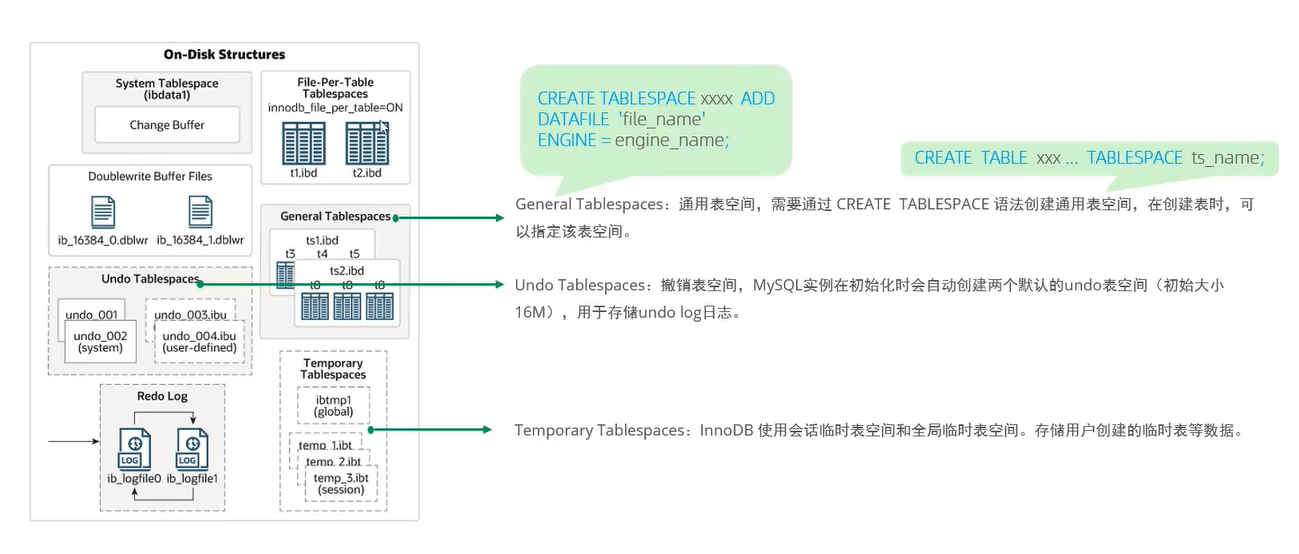 On-Disk Structures
System Tablespace
(ibdata1)
Change Buffer
File-Per-Table
Tablespaces
innodb_file_per_table=ON
t1.ibd
t2.ibd
Doublewrite Buffer Files
ib_16384_0.dblwr
ib_16384_1.dblwr
General Tablespaces
ts1.ibd
t3 t4 t5
ts2.ibd
t8 t8 t8
Undo Tablespaces
undo_001
undo_002
(system)
undo_003.ibu
undo_004.ibu
(user-defined)
Temporary
Tablespaces
ibtmp1
(global)
temp_1.ibt
temp_2.ibt
temp_3.ibt
(session)
Redo Log
LOG
LOG
ib_logfile0
ib_logfile1
CREATE TABLESPACE xxxx ADD
DATAFILE 'file_name'
ENGINE = engine_name;
CREATE TABLE xxx ... TABLESPACE ts_name;
General Tablespaces：通用表空间，需要通过 CREATE TABLESPACE 语法创建通用表空间，在创建表时，可
以指定该表空间。
Undo Tablespaces：撤销表空间，MySQL实例在初始化时会自动创建两个默认的undo表空间（初始大小
16M），用于存储undo log日志。
Temporary Tablespaces：InnoDB 使用会话临时表空间和全局临时表空间。存储用户创建的临时表等数据。